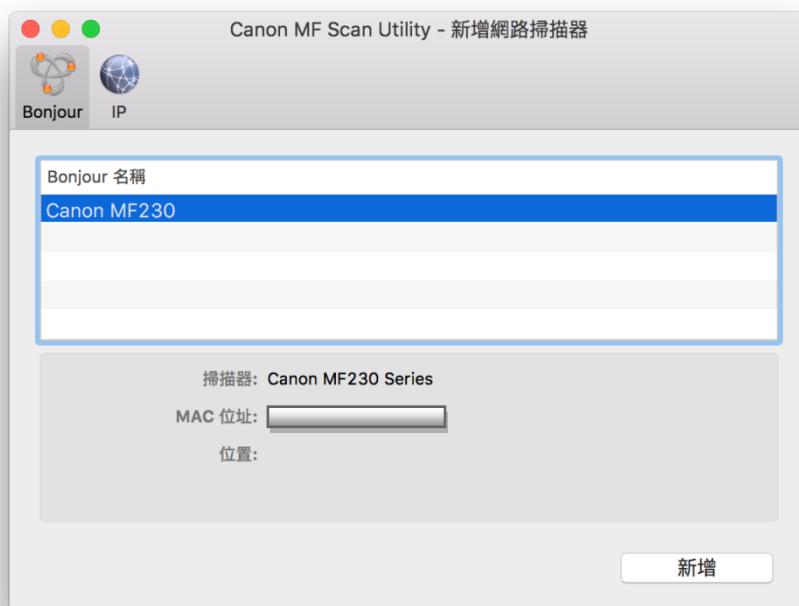 Canon MF Scan Utility - 新增網路掃描器
Bonjour IP
Bonjour 名稱
Canon MF230
掃描器: Canon MF230 Series
MAC 位址:
位置:
新增